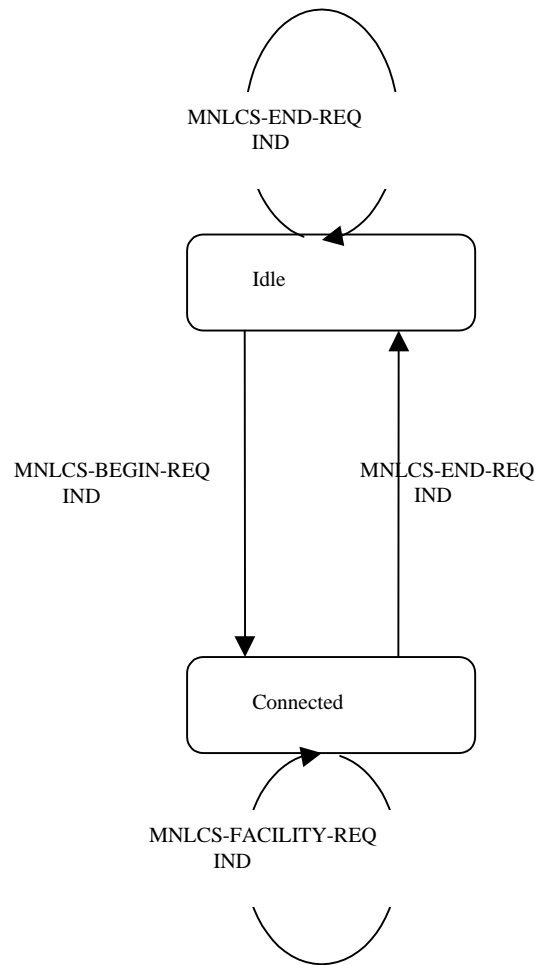 MNLCS-END-REQ
IND
Idle
MNLCS-BEGIN-REQ
IND
MNLCS-END-REQ
IND
Connected
MNLCS-FACILITY-REQ
IND